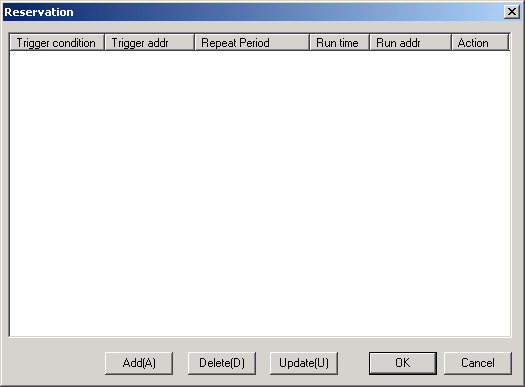 Reservation
Trigger condition Trigger addr Repeat Period Run time Run addr Action
Add(A) Delete(D) Update(U) OK Cancel